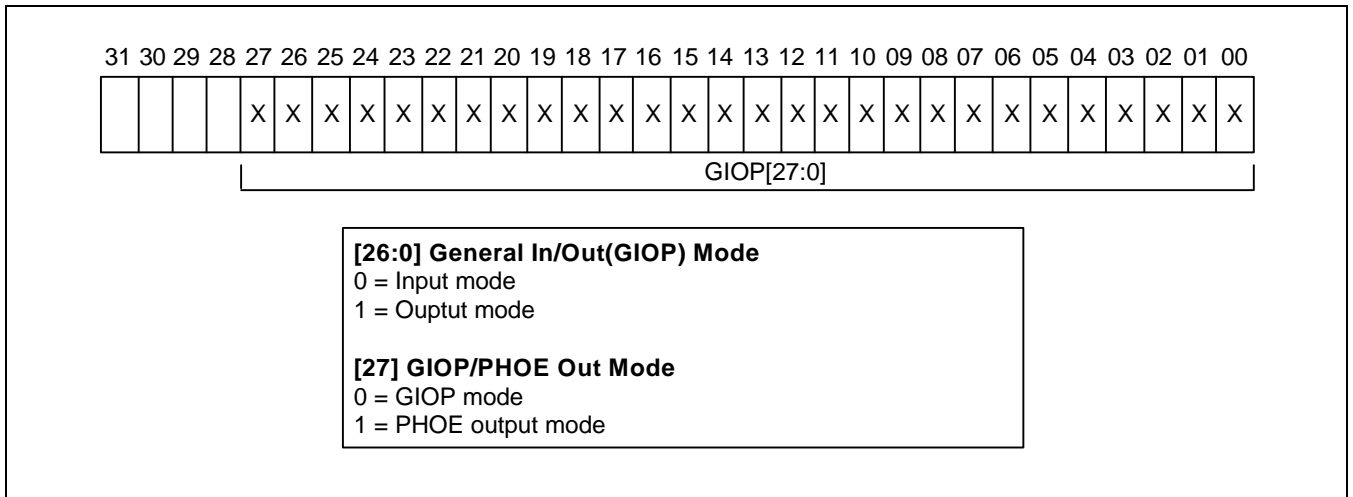 31 30 29 28 27 26 25 24 23 22 21 20 19 18 17 16 15 14 13 12 11 10 09 08 07 06 05 04 03 02 01 00
X X X X X X X X X X X X X X X X X X X X X X X X X X X X
GIOP[27:0]
[26:0] General In/Out(GIOP) Mode
0 = Input mode
1 = Ouptut mode
[27] GIOP/PHOE Out Mode
0 = GIOP mode
1 = PHOE output mode